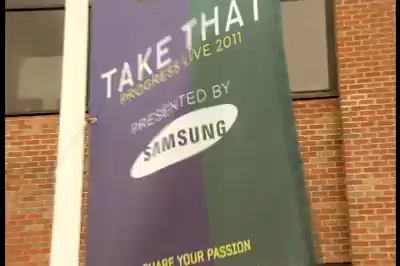 TAKE THAT
PROGRESS LIVE 2011
PRESENTED BY
SAMSUNG
SHARE YOUR PASSION